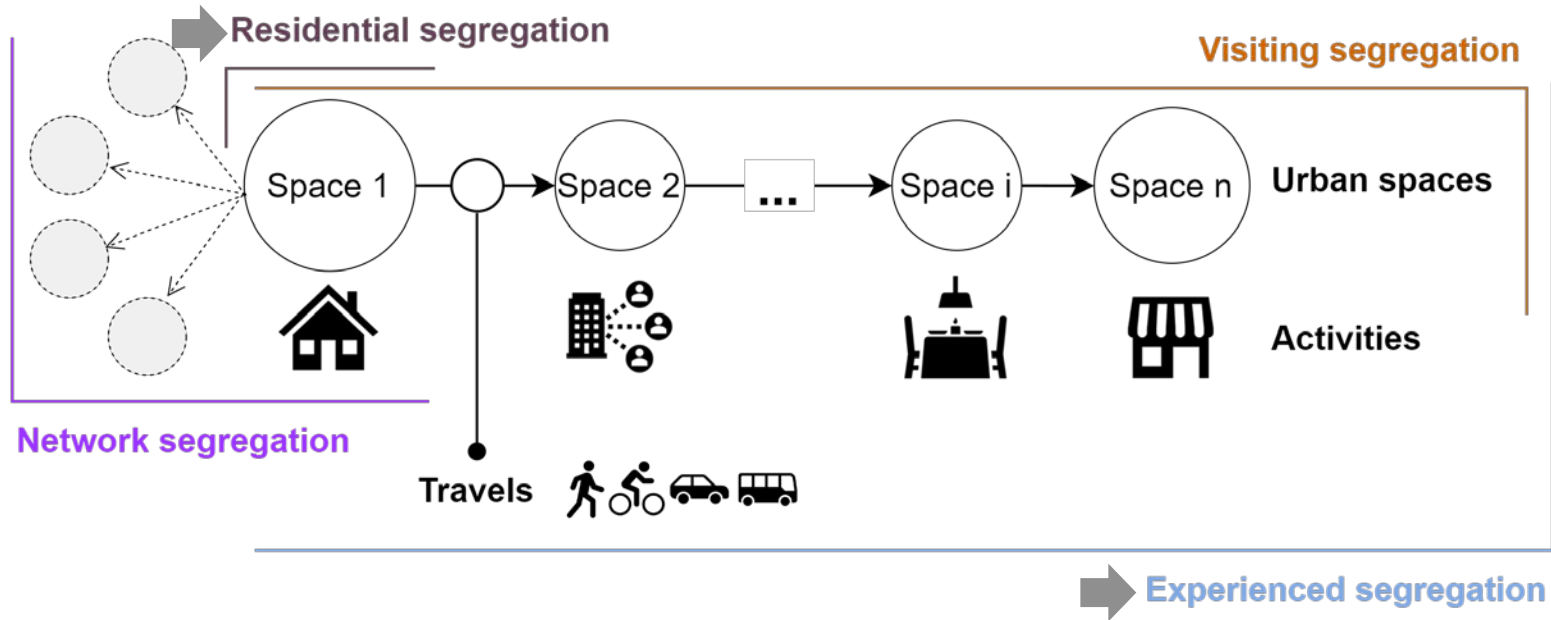 Residential segregation
Visiting segregation
Space 1
Space 2
...
Space i
Space n
Urban spaces
Activities
Network segregation
Travels
Experienced segregation